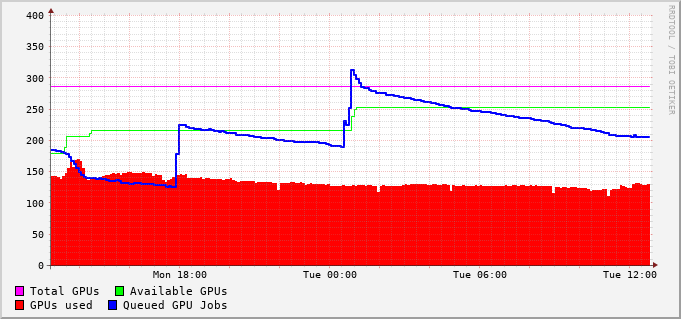 400
350
300
250
200
150
100
50
0
Mon 18:00 Tue 00:00 Tue 06:00 Tue 12:00
Total GPUs Available GPUs
GPUs used Queued GPU Jobs
RRDTOOL / TOBI OETIKER